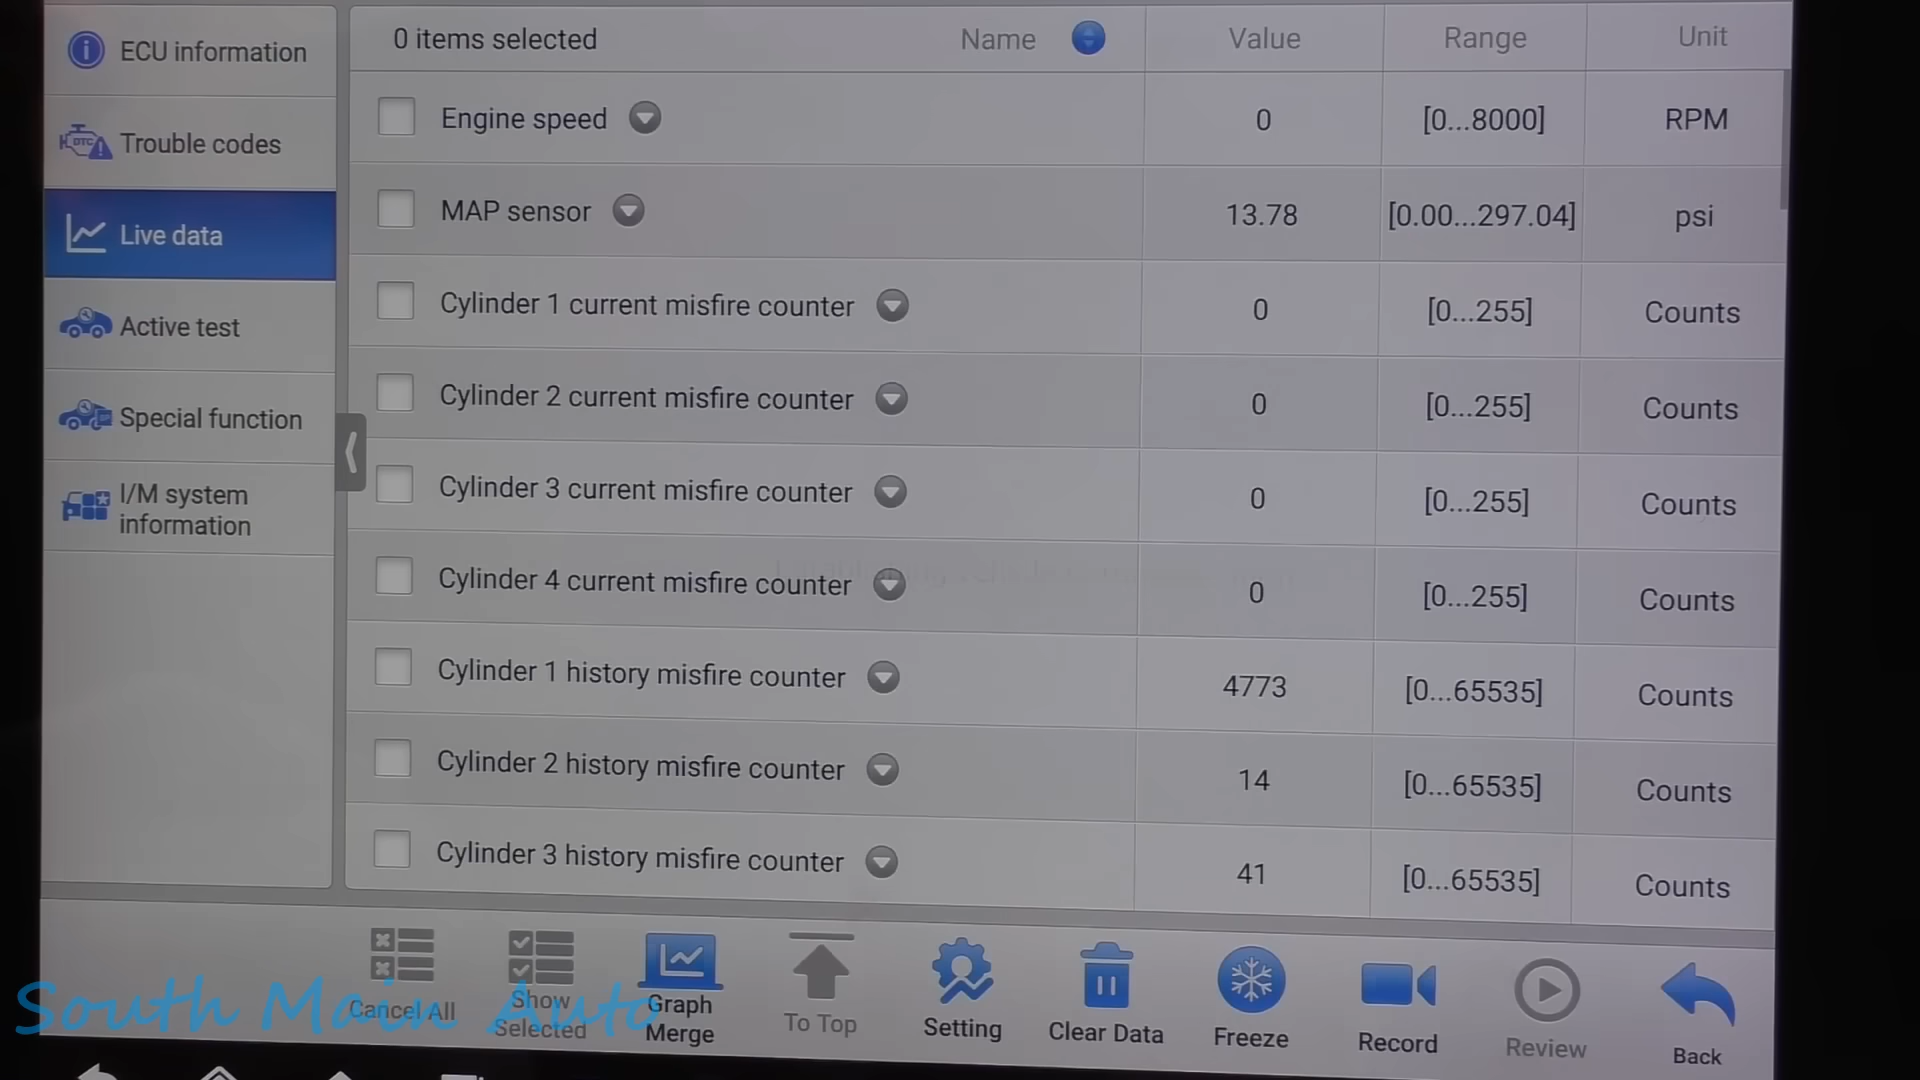 ECU information
DTC
Trouble codes
Live data
Active test
Special function
I/M system
information
0 items selected Name Value Range Unit
Engine speed 0 [0...8000] RPM
MAP sensor 13.78 [0.00...297.04] psi
Cylinder 1 current misfire counter 0 [0...255] Counts
Cylinder 2 current misfire counter 0 [0...255] Counts
Cylinder 3 current misfire counter 0 [0...255] Counts
Cylinder 4 current misfire counter 0 [0...255] Counts
Cylinder 1 history misfire counter 4773 [0...65535] Counts
Cylinder 2 history misfire counter 14 [0...65535] Counts
Cylinder 3 history misfire counter 41 [0...65535] Counts
Cancel All
Show
Selected
Graph
Merge
To Top
Setting
Clear Data
Freeze
Record
Review
Back
South Main Auto